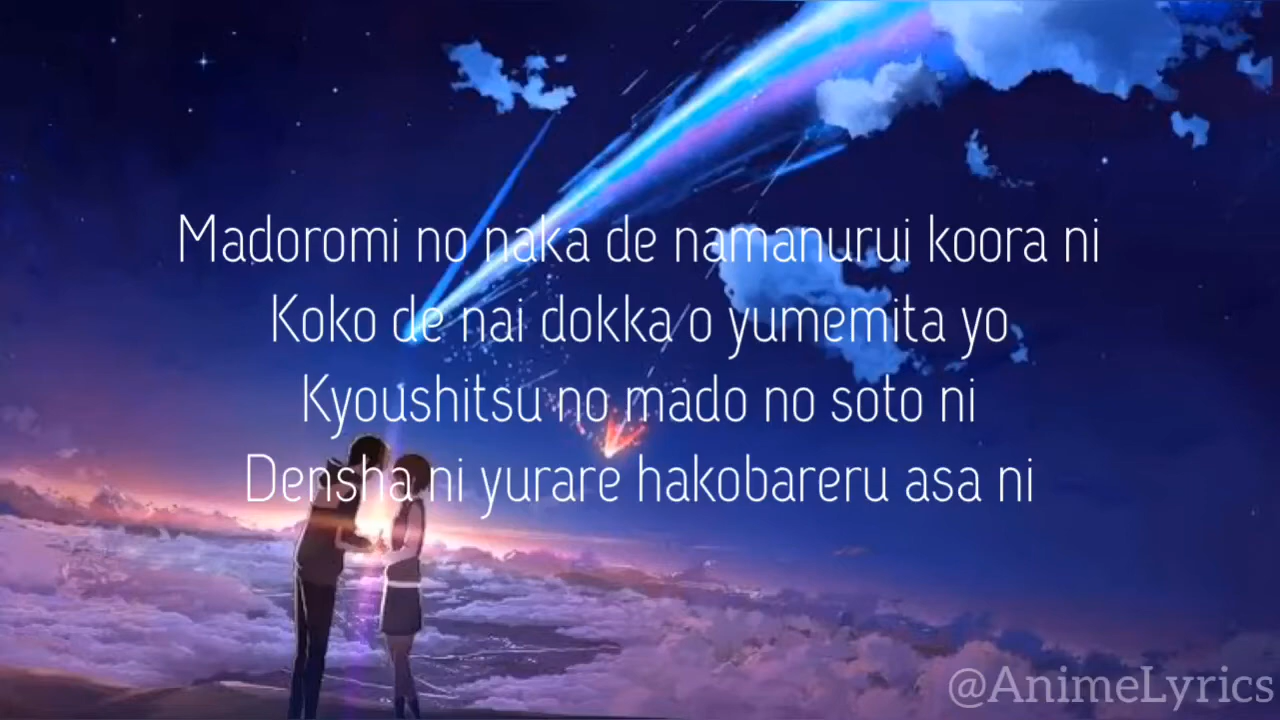 Madoromi no naka de namanurui koora ni
Koko de nai dokka o yumemita yo
Kyoushitsu no mado no soto ni
Densha ni yurare hakobareru asa ni
@AnimeLyrics